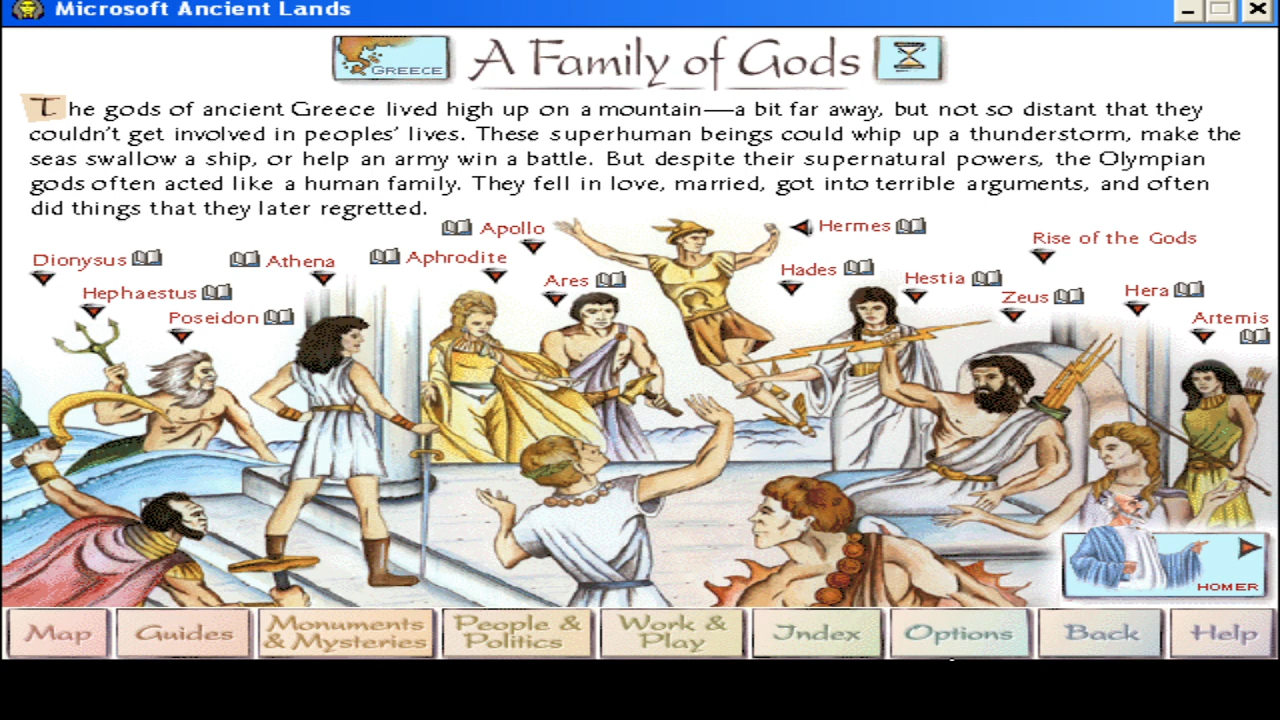 Microsoft Ancient Lands
GREECE
A Family of Gods
The gods of ancient Greece lived high up on a mountain—a bit far away, but not so distant that they
couldn't get involved in peoples' lives. These superhuman beings could whip up a thunderstorm, make the
seas swallow a ship, or help an army win a battle. But despite their supernatural powers, the Olympian
gods often acted like a human family. They fell in love, married, got into terrible arguments, and often
did things that they later regretted.
Apollo
Hermes
Rise of the Gods
Dionysus
Athena
Aphrodite
Ares
Hades
Hestia
Hephaestus
Zeus
Hera
Poseidon
Artemis
HOMER
Map
Guides
Monuments
& Mysteries
People &
Politics
Work &
Play
Index
Options
Back
Help